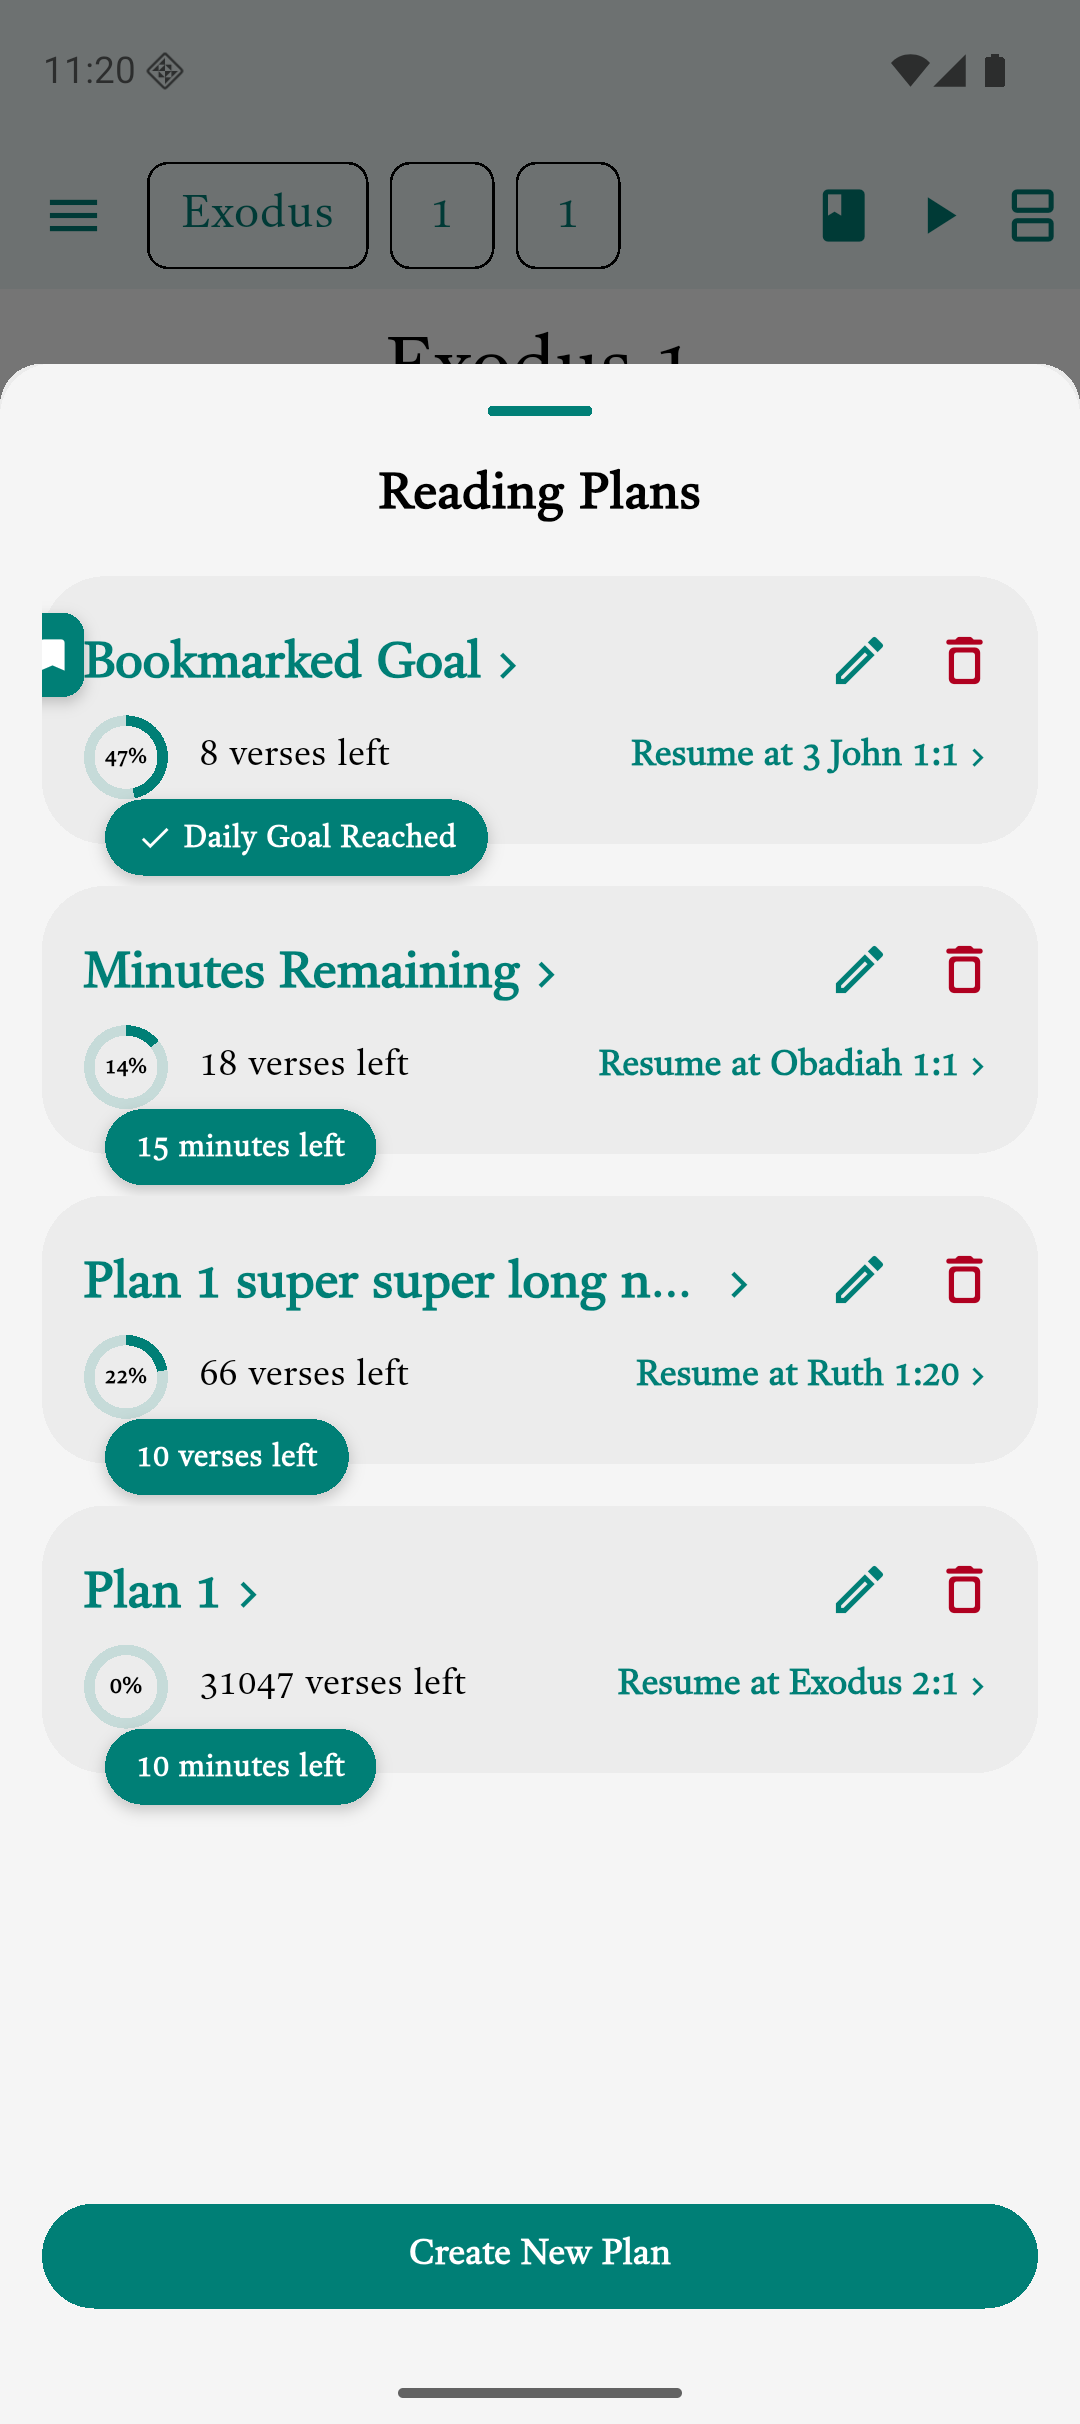 11:20
Exodus 1 1
Exodus 1
Reading Plans
Bookmarked Goal
47% 8 verses left Resume at 3 John 1:1
Daily Goal Reached
Minutes Remaining
14% 18 verses left Resume at Obadiah 1:1
15 minutes left
Plan 1 super super long n...
22% 66 verses left Resume at Ruth 1:20
10 verses left
Plan 1
0% 31047 verses left Resume at Exodus 2:1
10 minutes left
Create New Plan